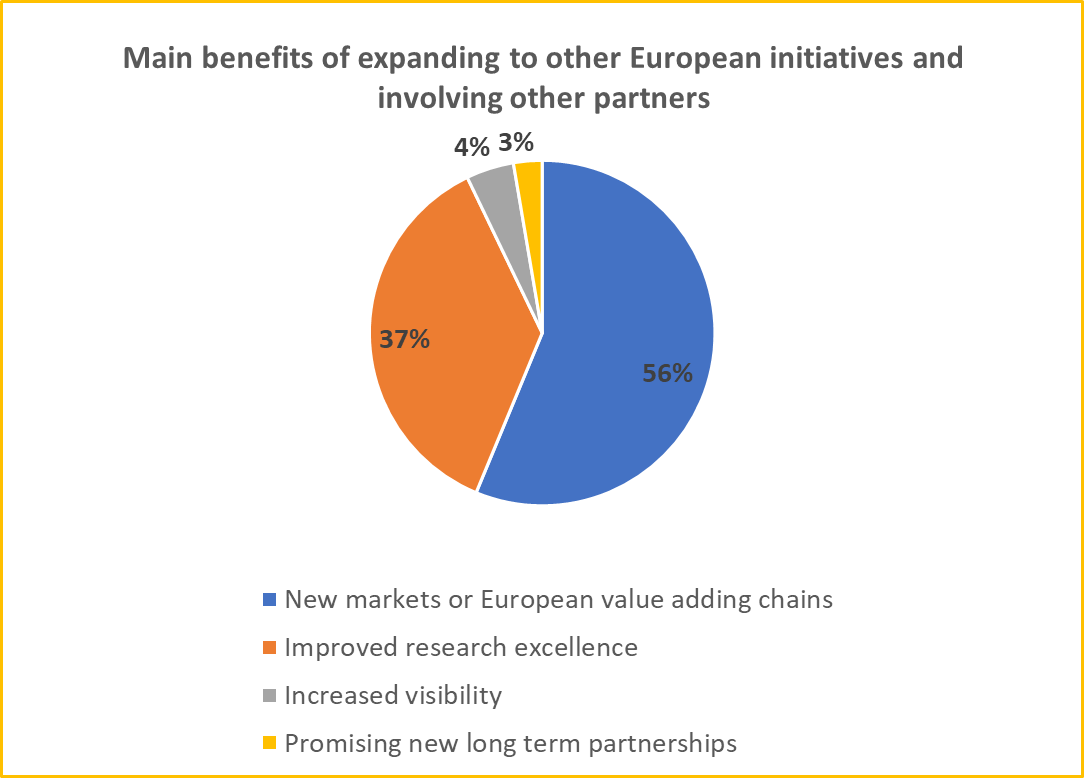 Main benefits of expanding to other European initiatives and
involving other partners
4% 3%
37%
56%
New markets or European value adding chains
Improved research excellence
Increased visibility
Promising new long term partnerships